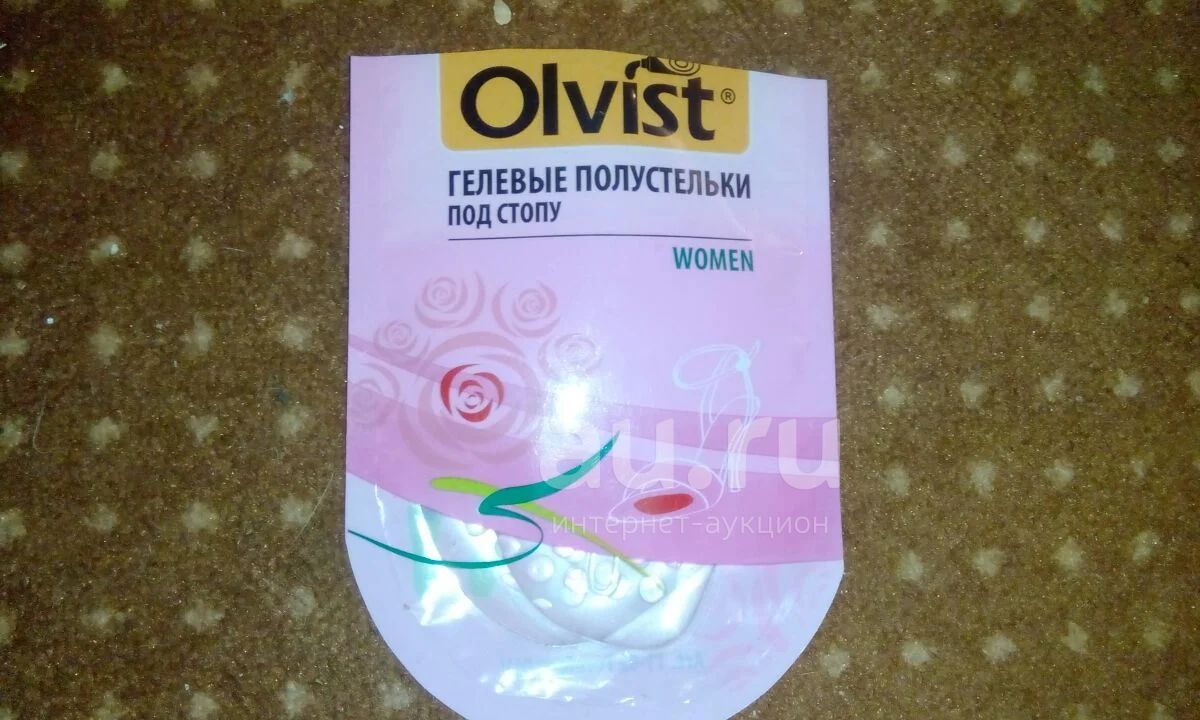 Olvist®
ГЕЛЕВЫЕ ПОЛУСТЕЛЬКИ
ПОД СТОПУ
WOMEN
au.ru
интернет-аукцион